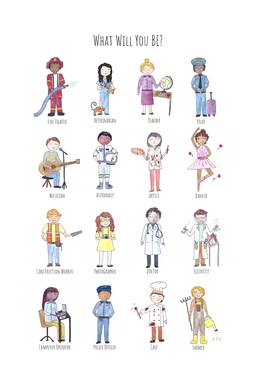 What Will You Be?
Fire Fighter
Veterinarian
Teacher
Pilot
Musician
Astronaut
Artist
Dancer
Construction Worker
Photographer
Doctor
Scientist
Computer Operator
Police Officer
Chef
Farmer